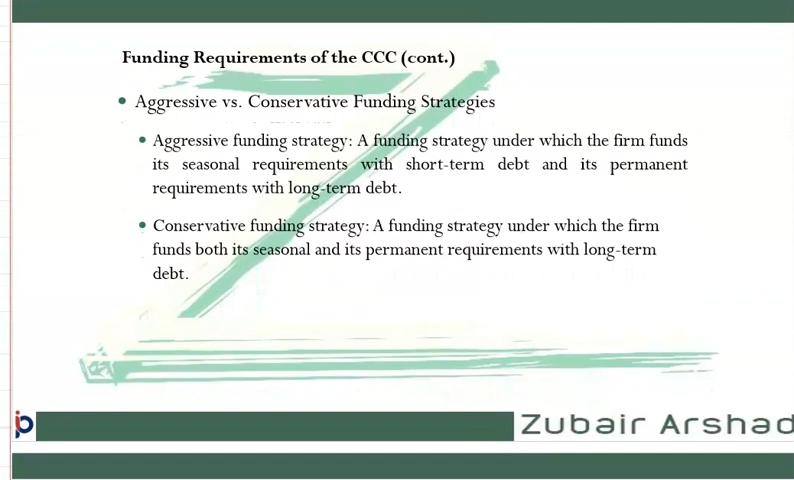 Funding Requirements of the CCC (cont.)
• Aggressive vs. Conservative Funding Strategies
• Aggressive funding strategy: A funding strategy under which the firm funds
its seasonal requirements with short-term debt and its permanent
requirements with long-term debt.
• Conservative funding strategy: A funding strategy under which the firm
funds both its seasonal and its permanent requirements with long-term
debt.
Zubair Arshad